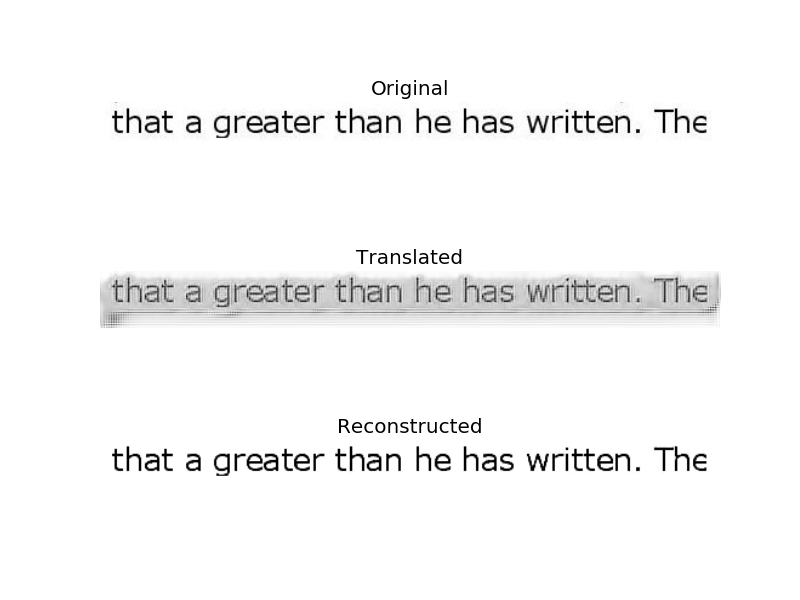 Original
that a greater than he has written. The
Translated
that a greater than he has written. The
Reconstructed
that a greater than he has written. The